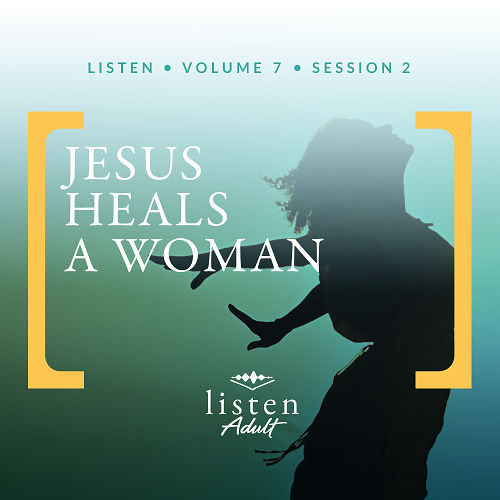 LISTEN • VOLUME 7 • SESSION 2
JESUS
HEALS
A WOMAN
listen
Adult